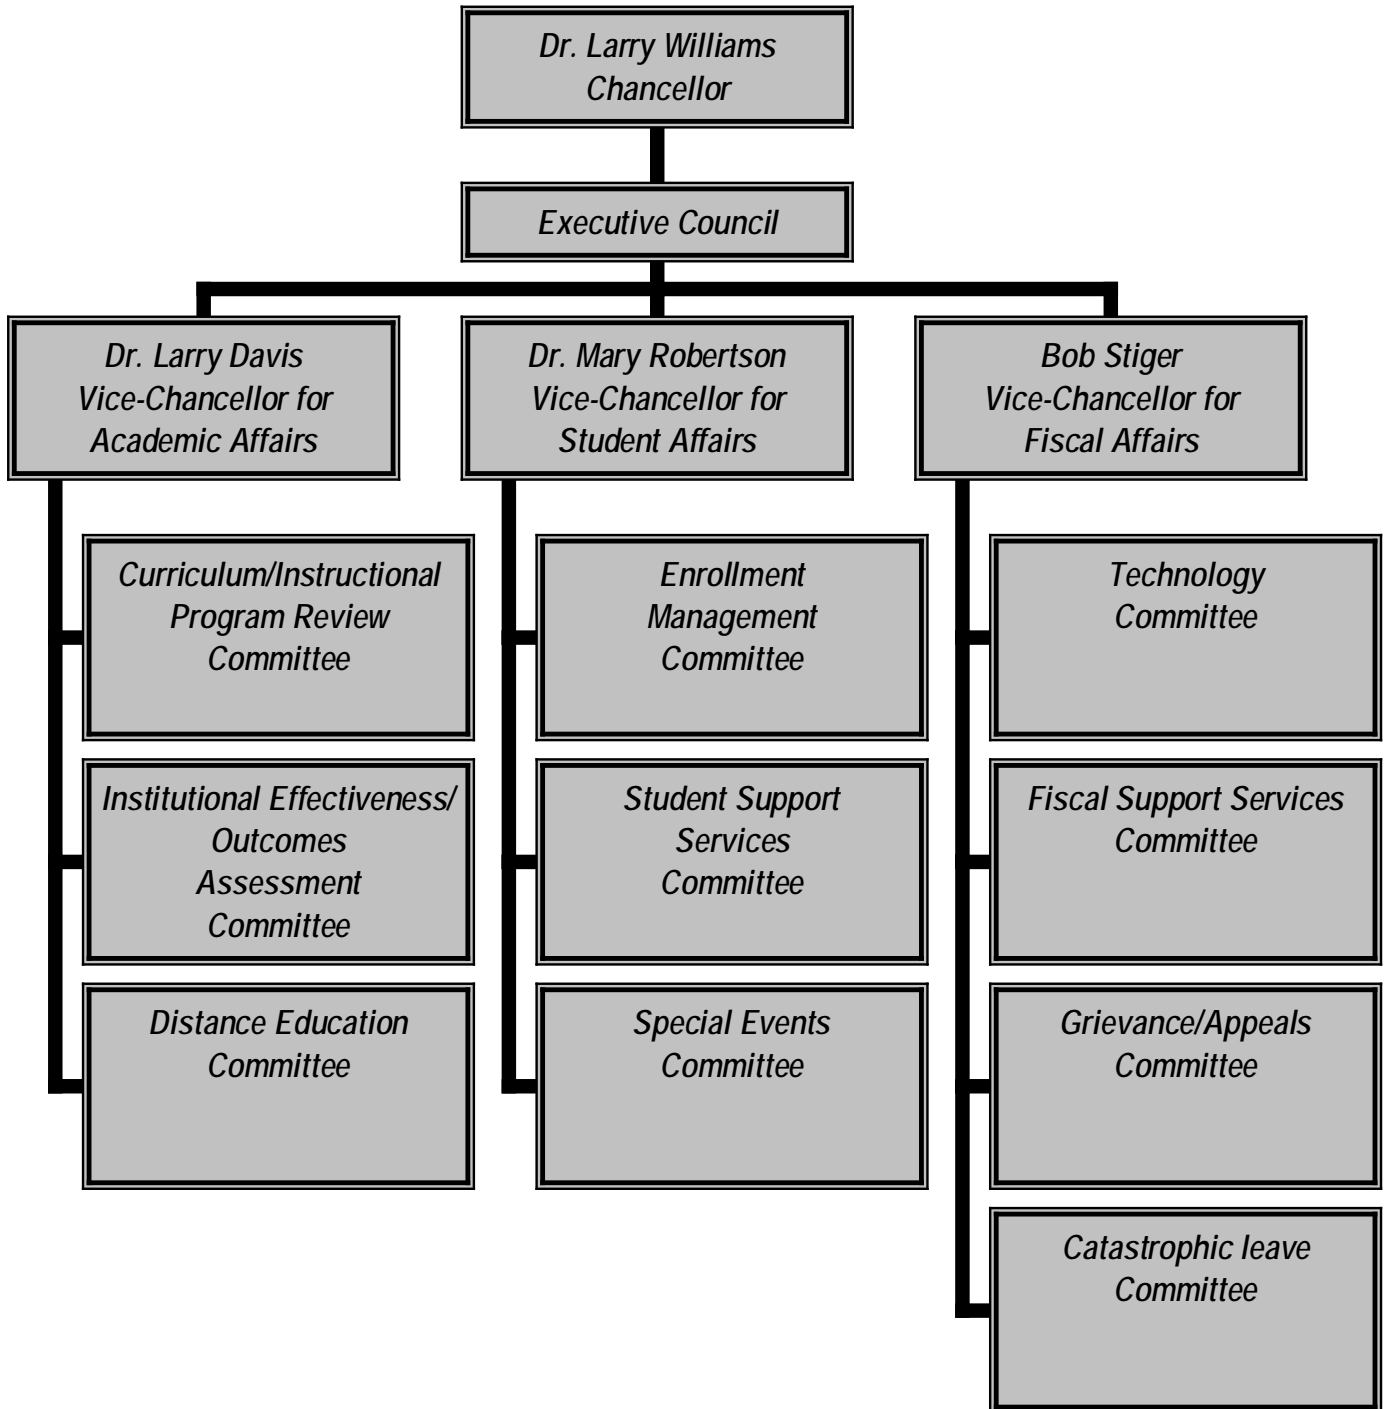 Dr. Larry Williams
Chancellor
Executive Council
Dr. Larry Davis
Vice-Chancellor for
Academic Affairs
Dr. Mary Robertson
Vice-Chancellor for
Student Affairs
Bob Stiger
Vice-Chancellor for
Fiscal Affairs
Curriculum/Instructional
Program Review
Committee
Institutional Effectiveness/
Outcomes
Assessment
Committee
Distance Education
Committee
Enrollment
Management
Committee
Student Support
Services
Committee
Special Events
Committee
Technology
Committee
Fiscal Support Services
Committee
Grievance/Appeals
Committee
Catastrophic leave
Committee